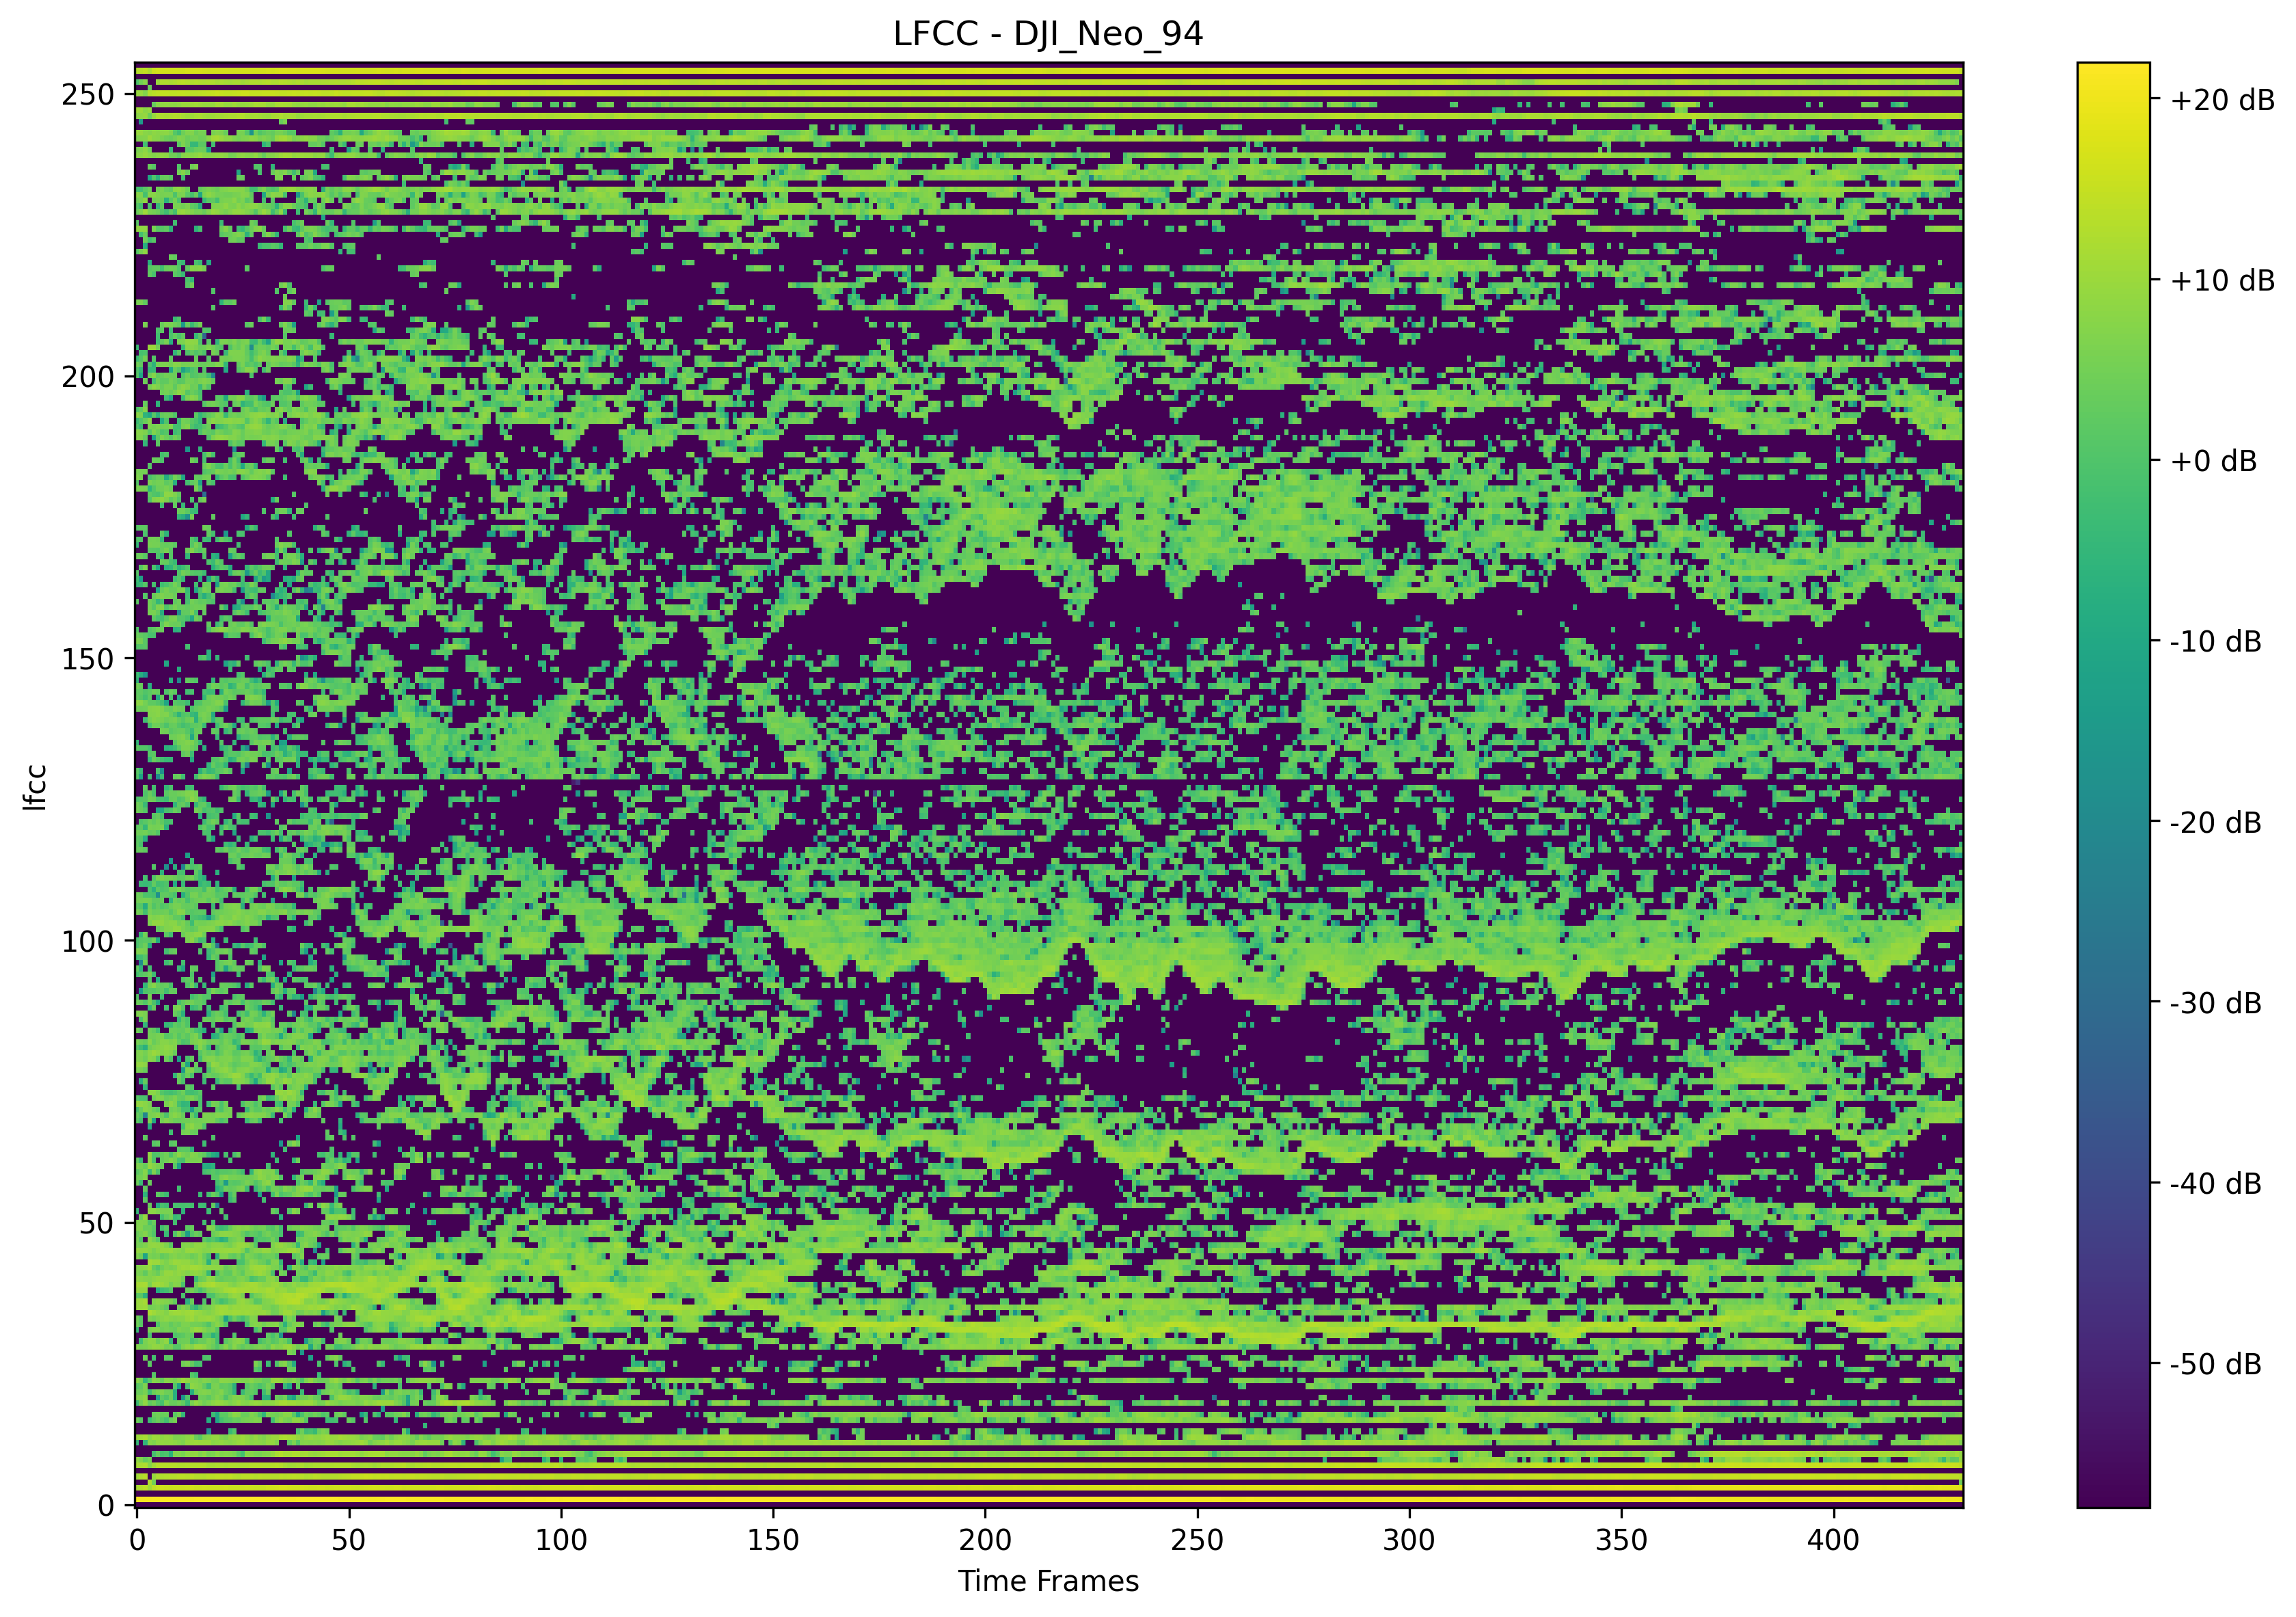 LFCC - DJI_Neo_94
250
200
150
100
50
0
lfcc
0 50 100 150 200 250 300 350 400
Time Frames
+20 dB
+10 dB
+0 dB
-10 dB
-20 dB
-30 dB
-40 dB
-50 dB